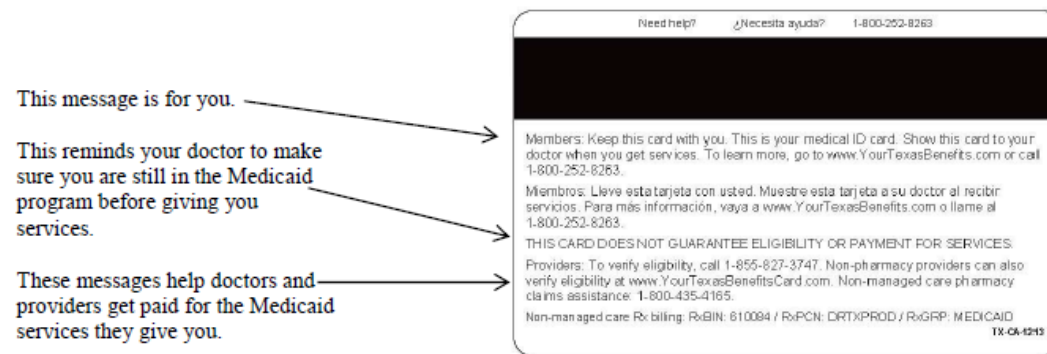 Need help? ¿Necesita ayuda? 1-800-252-8263
This message is for you.
This reminds your doctor to make
sure you are still in the Medicaid
program before giving you
services.
These messages help doctors and
providers get paid for the Medicaid
services they give you.
Members: Keep this card with you. This is your medical ID card. Show this card to your
doctor when you get services. To learn more, go to www.YourTexasBenefits.com or call
1-800-252-8263.
Miembros: Lleve esta tarjeta con usted. Muestre esta tarjeta a su doctor al recibir
servicios. Para más información, vaya a www.YourTexasBenefits.com o llame al
1-800-252-8263.
THIS CARD DOES NOT GUARANTEE ELIGIBILITY OR PAYMENT FOR SERVICES.
Providers: To verify eligibility, call 1-855-827-3747. Non-pharmacy providers can also
verify eligibility at www.YourTexasBenefitsCard.com. Non-managed care pharmacy
claims assistance: 1-800-435-4165.
Non-managed care Rx billing: RxBIN: 610084 / RxPCN: DRTXPROD / RxGRP: MEDICAID
TX-CA-1213